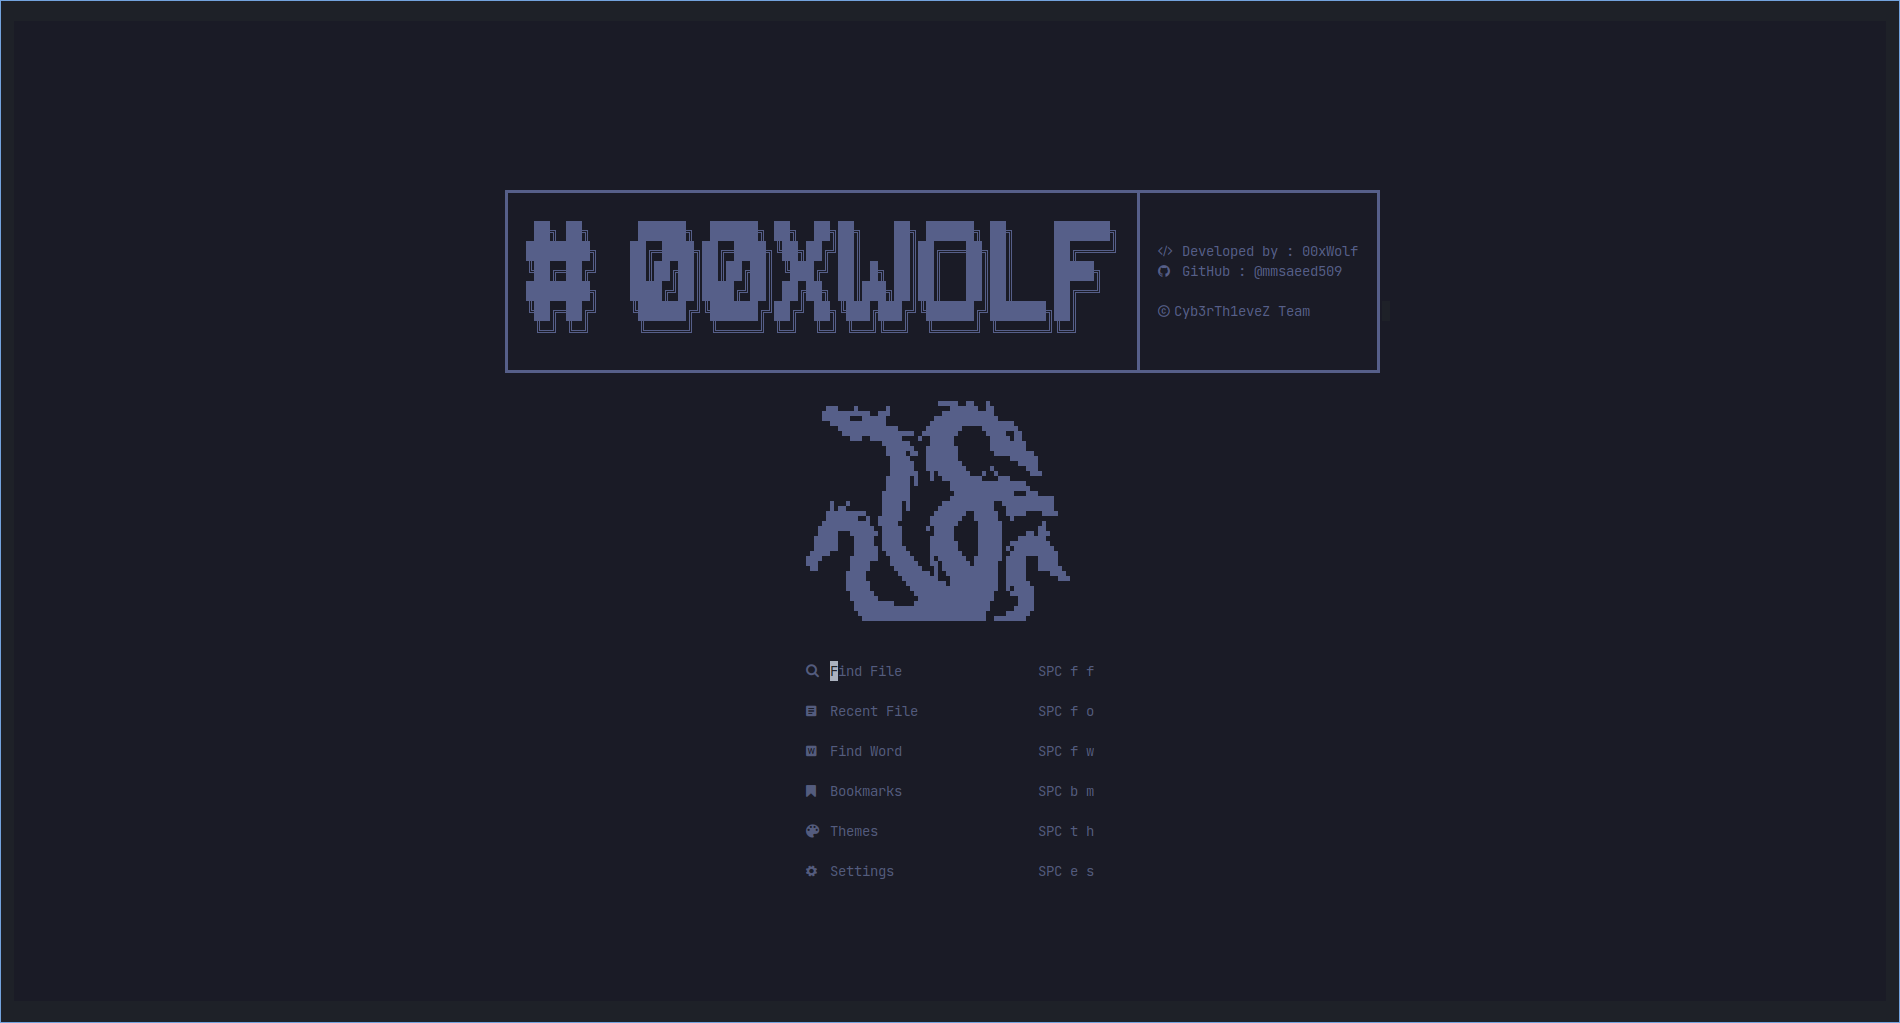 # 00XWOLF
Developed by : 00xWolf
GitHub : @mmsaeed509
© Cyb3rTh1eveZ Team
Find File SPC f f
Recent File SPC f o
Find Word SPC f w
Bookmarks SPC b m
Themes SPC t h
Settings SPC e s